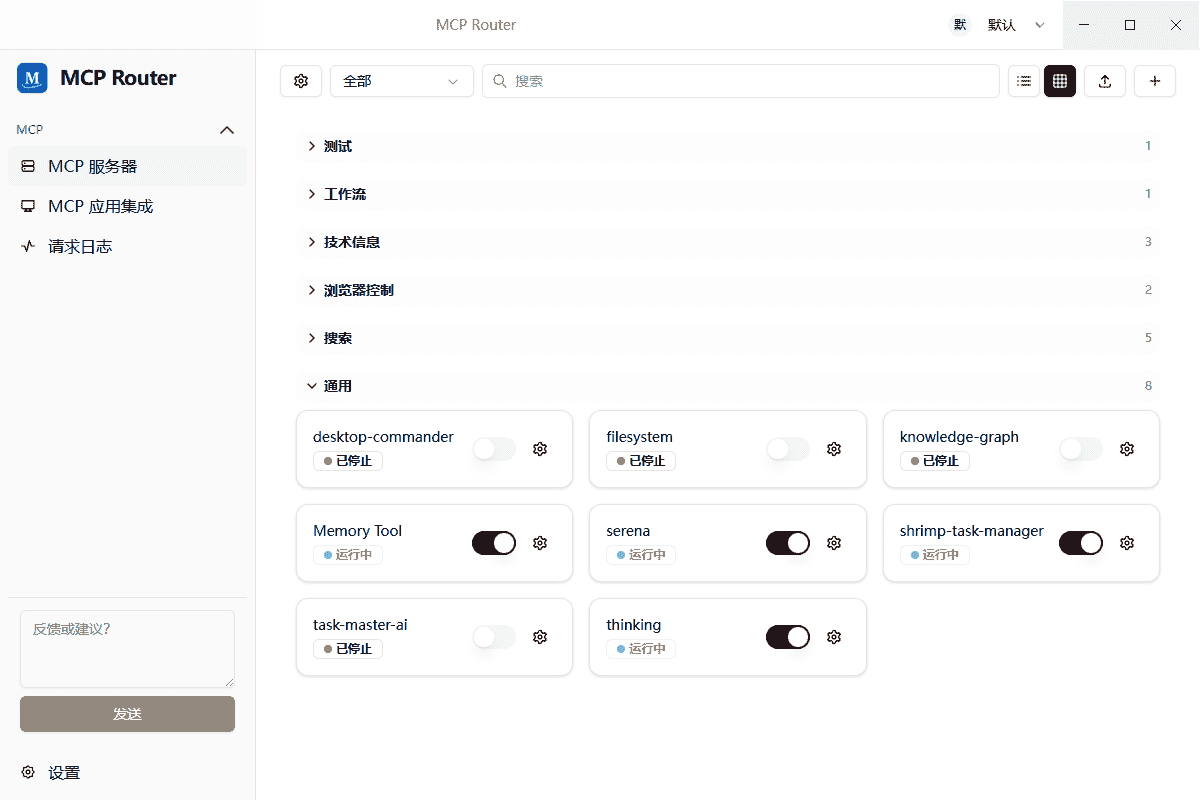 MCP Router
默 默认
M MCP Router
MCP
MCP 服务器
MCP 应用集成
请求日志
反馈或建议?
发送
设置
全部
搜索
测试 1
工作流 1
技术信息 3
浏览器控制 2
搜索 5
通用 8
desktop-commander
已停止
filesystem
已停止
knowledge-graph
已停止
Memory Tool
运行中
serena
运行中
shrimp-task-manager
运行中
task-master-ai
已停止
thinking
运行中